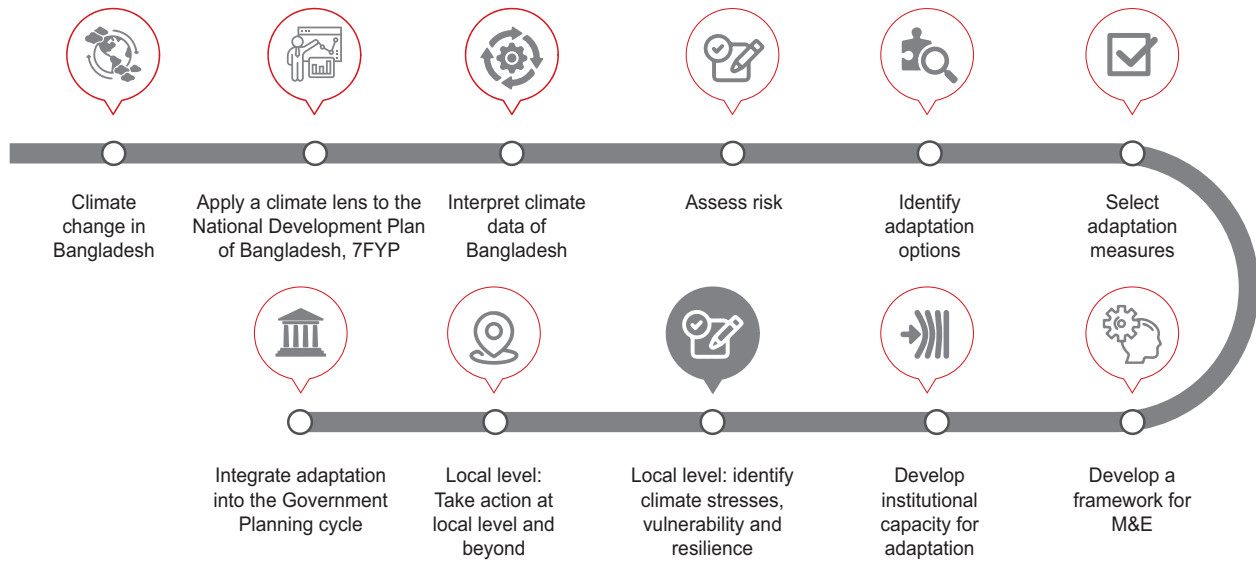 Climate
change in
Bangladesh
Apply a climate lens to the
National Development Plan
of Bangladesh, 7FYP
Interpret climate
data of
Bangladesh
Assess risk
Identify
adaptation
options
Select
adaptation
measures
Integrate adaptation
into the Government
Planning cycle
Local level:
Take action at
local level and
beyond
Local level: identify
climate stresses,
vulnerability and
resilience
Develop
institutional
capacity for
adaptation
Develop a
framework for
M&E